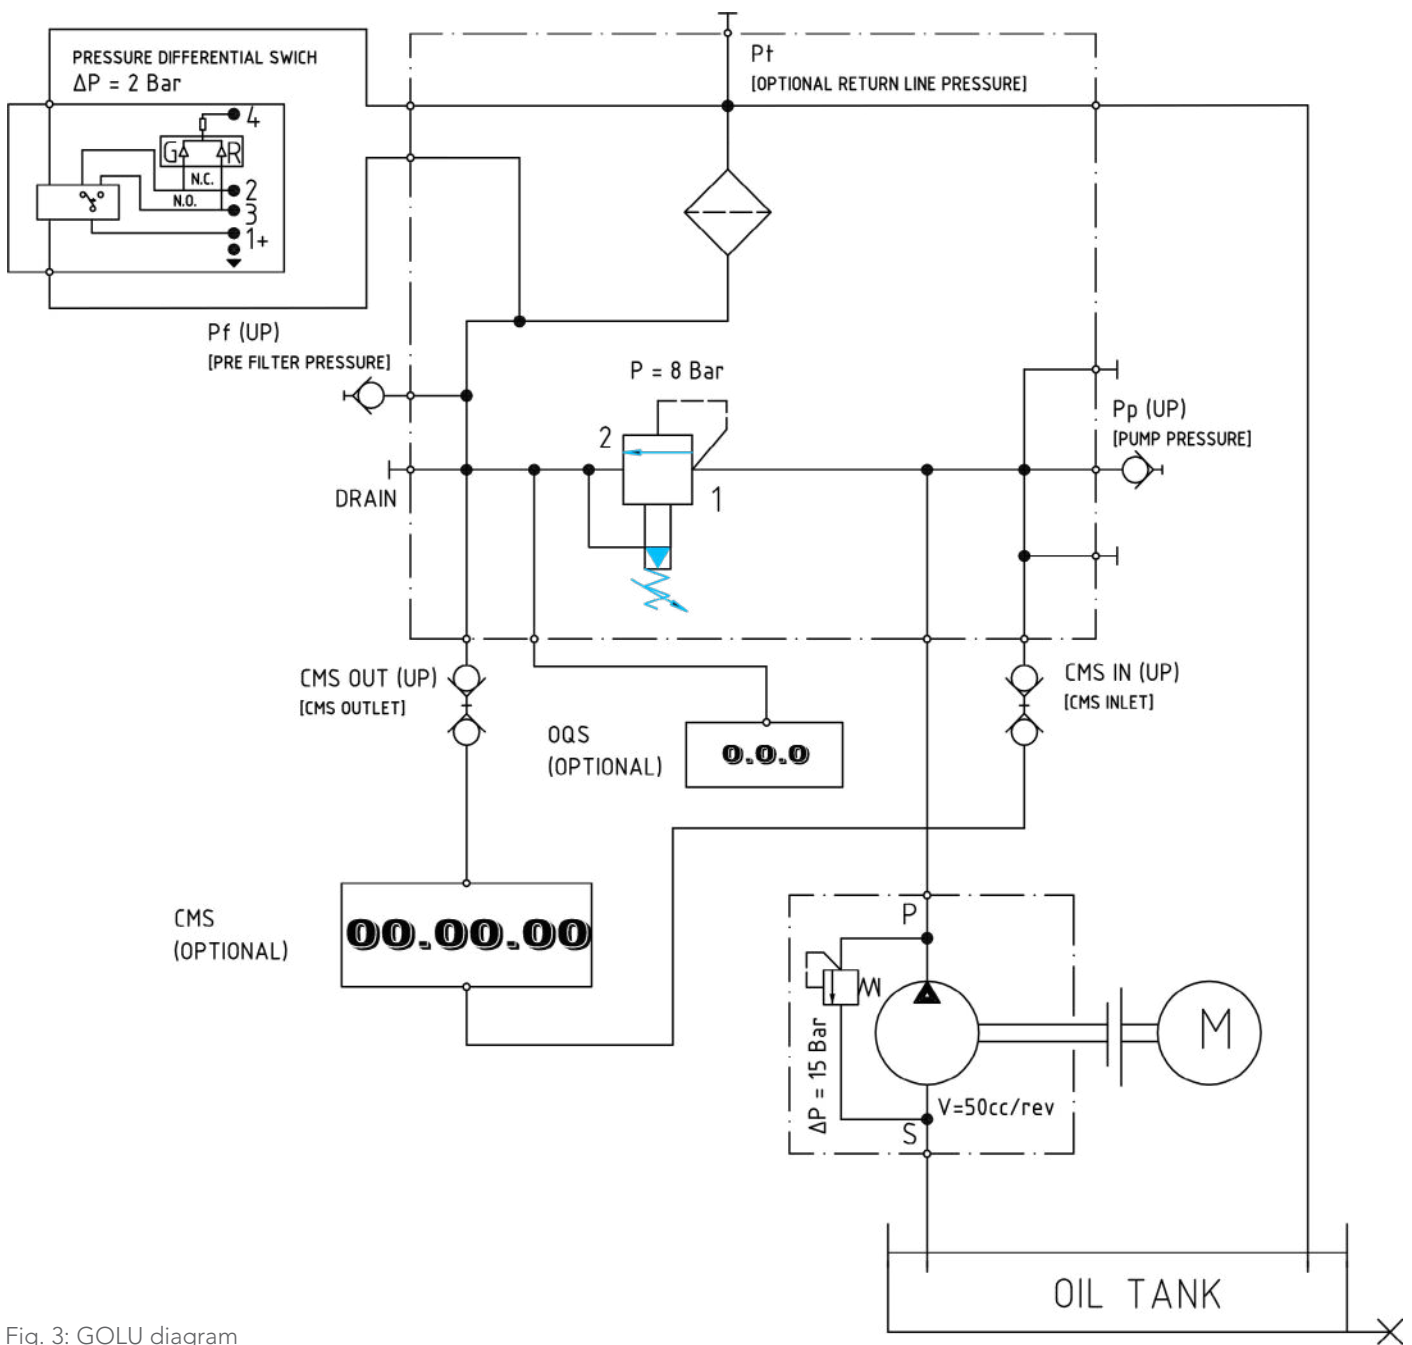 Pt
[OPTIONAL RETURN LINE PRESSURE]
PRESSURE DIFFERENTIAL SWICH
ΔP = 2 Bar
4
G R
N.C.
2
N.O.
3
1+
Pf (UP)
[PRE FILTER PRESSURE]
P = 8 Bar
Pp (UP)
[PUMP PRESSURE]
2
1
DRAIN
CMS OUT (UP)
[CMS OUTLET]
CMS IN (UP)
[CMS INLET]
OQS
(OPTIONAL)
0.0.0
CMS
(OPTIONAL)
00.00.00
P
ΔP = 15 Bar
M
V=50cc/rev
S
OIL TANK
Fig. 3: GOLU diagram